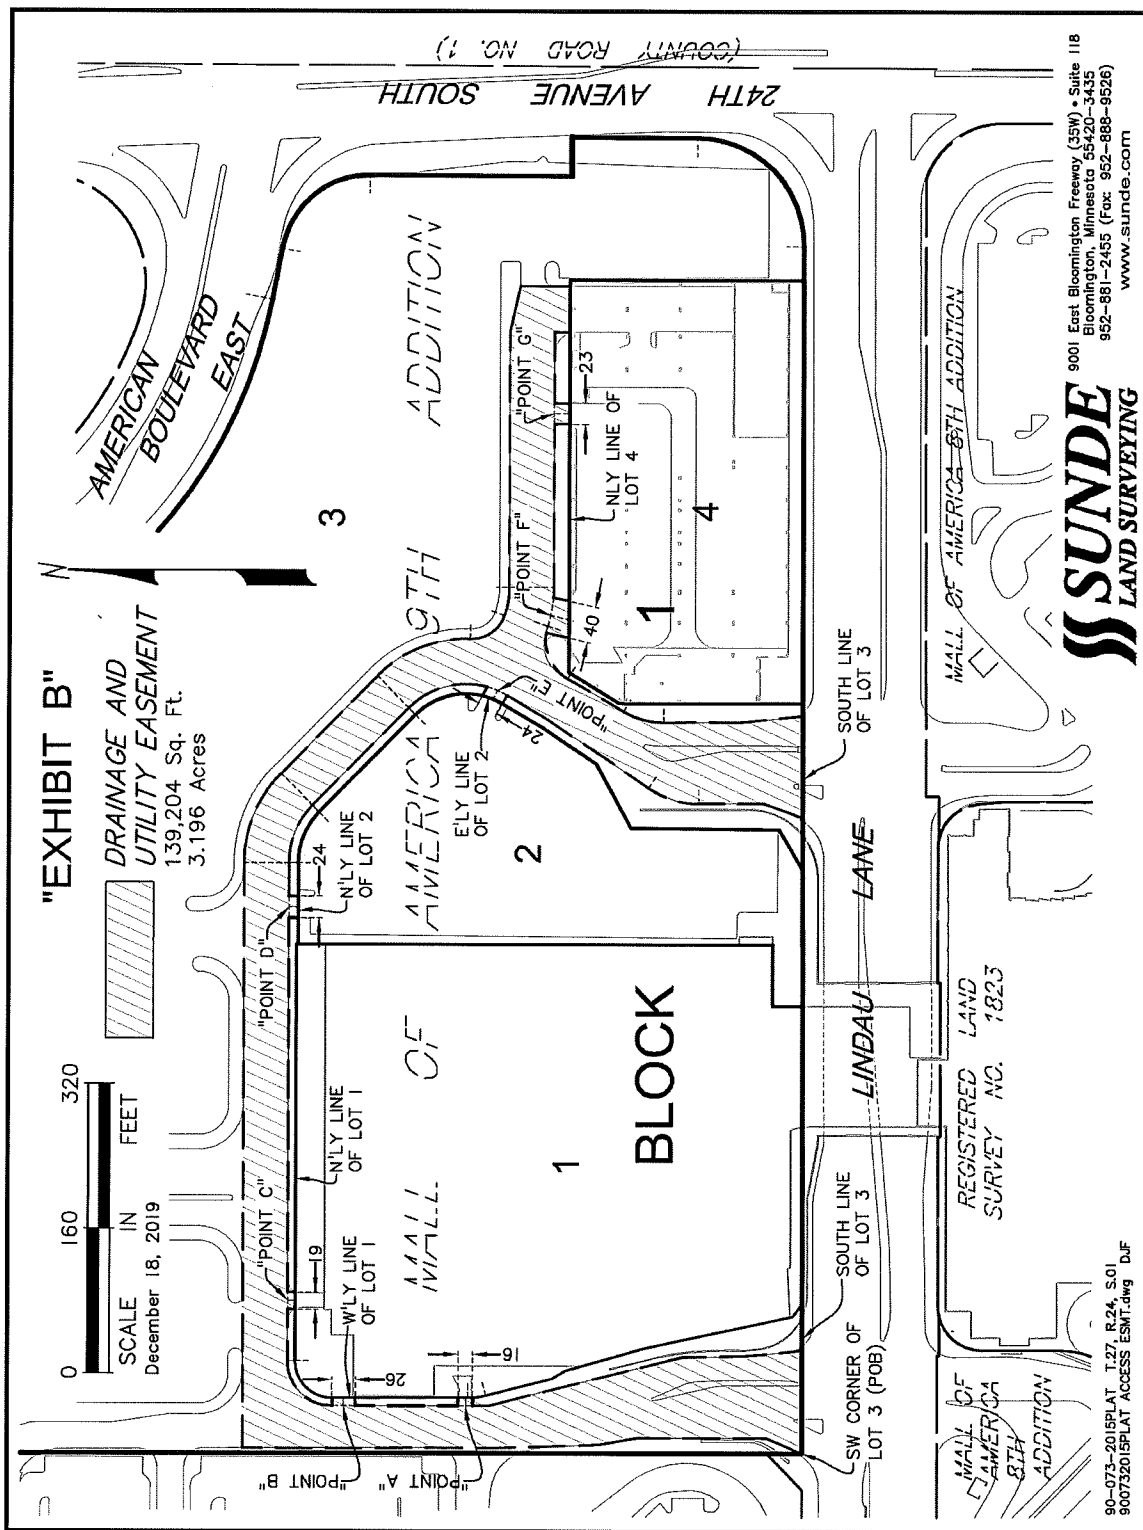 "EXHIBIT B"
DRAINAGE AND
UTILITY EASEMENT
139,204 Sq. Ft.
3.196 Acres
0 160 320
SCALE IN FEET
December 18, 2019
N
AMERICAN
BOULEVARD
EAST
24TH AVENUE SOUTH
(COUNTY ROAD NO. 1)
MALL OF AMERICA 9TH ADDITION
3
"POINT C"
"POINT D"
24
N'LY LINE
OF LOT 2
N'LY LINE
OF LOT 1
19
W'LY LINE
OF LOT 1
26
16
"POINT B"
"POINT A"
E'LY LINE
OF LOT 2
24
"POINT E"
"POINT F"
"POINT G"
23
40
NLY LINE OF
LOT 4
2
4
1
1
BLOCK
SOUTH LINE
OF LOT 3
SOUTH LINE
OF LOT 3
SW CORNER OF
LOT 3 (POB)
LINDAU LANE
MALL OF
AMERICA
8TH
ADDITION
REGISTERED LAND
SURVEY NO. 1823
MALL OF AMERICA 8TH ADDITION
90-073-2015PLAT T.27, R.24, S.01
900732015PLAT ACCESS ESMT.dwg DJF
SUNDE
LAND SURVEYING
9001 East Bloomington Freeway (35W) • Suite 118
Bloomington, Minnesota 55420-3435
952-881-2455 (Fax: 952-888-9526)
www.sunde.com